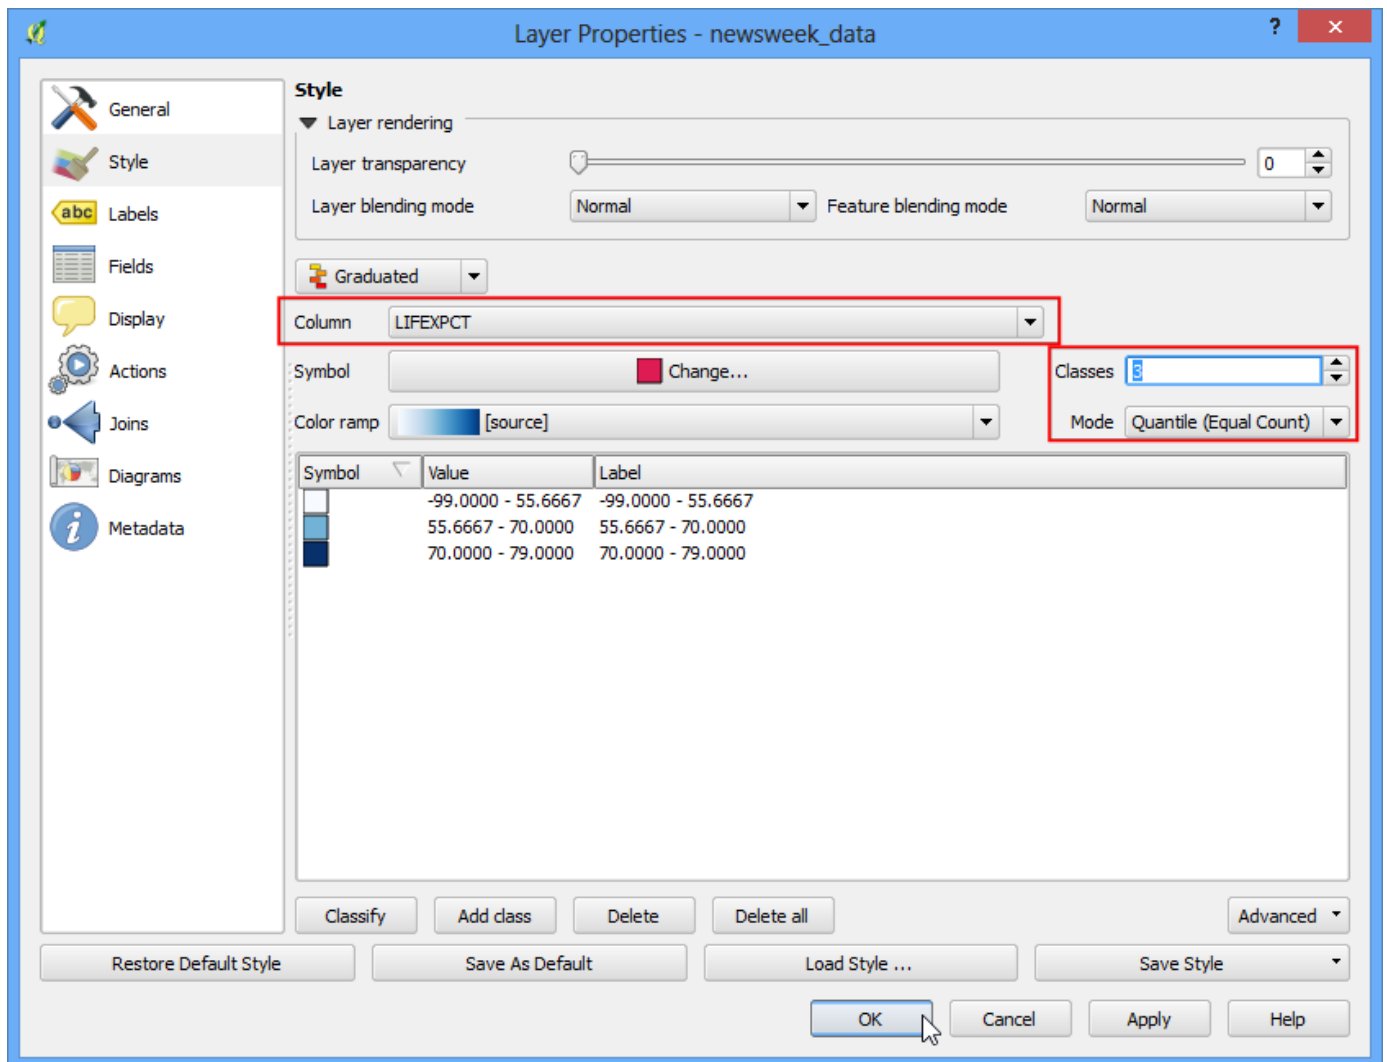 Layer Properties - newsweek_data
?
General
Style
abc Labels
Fields
Display
Actions
Joins
Diagrams
i Metadata
Style
Layer rendering
Layer transparency 0
Layer blending mode Normal Feature blending mode Normal
Graduated
Column LIFEXPCT
Symbol Change... Classes 3
Color ramp [source] Mode Quantile (Equal Count)
Symbol Value Label
-99.0000 - 55.6667 -99.0000 - 55.6667
55.6667 - 70.0000 55.6667 - 70.0000
70.0000 - 79.0000 70.0000 - 79.0000
Classify Add class Delete Delete all Advanced
Restore Default Style Save As Default Load Style ... Save Style
OK Cancel Apply Help